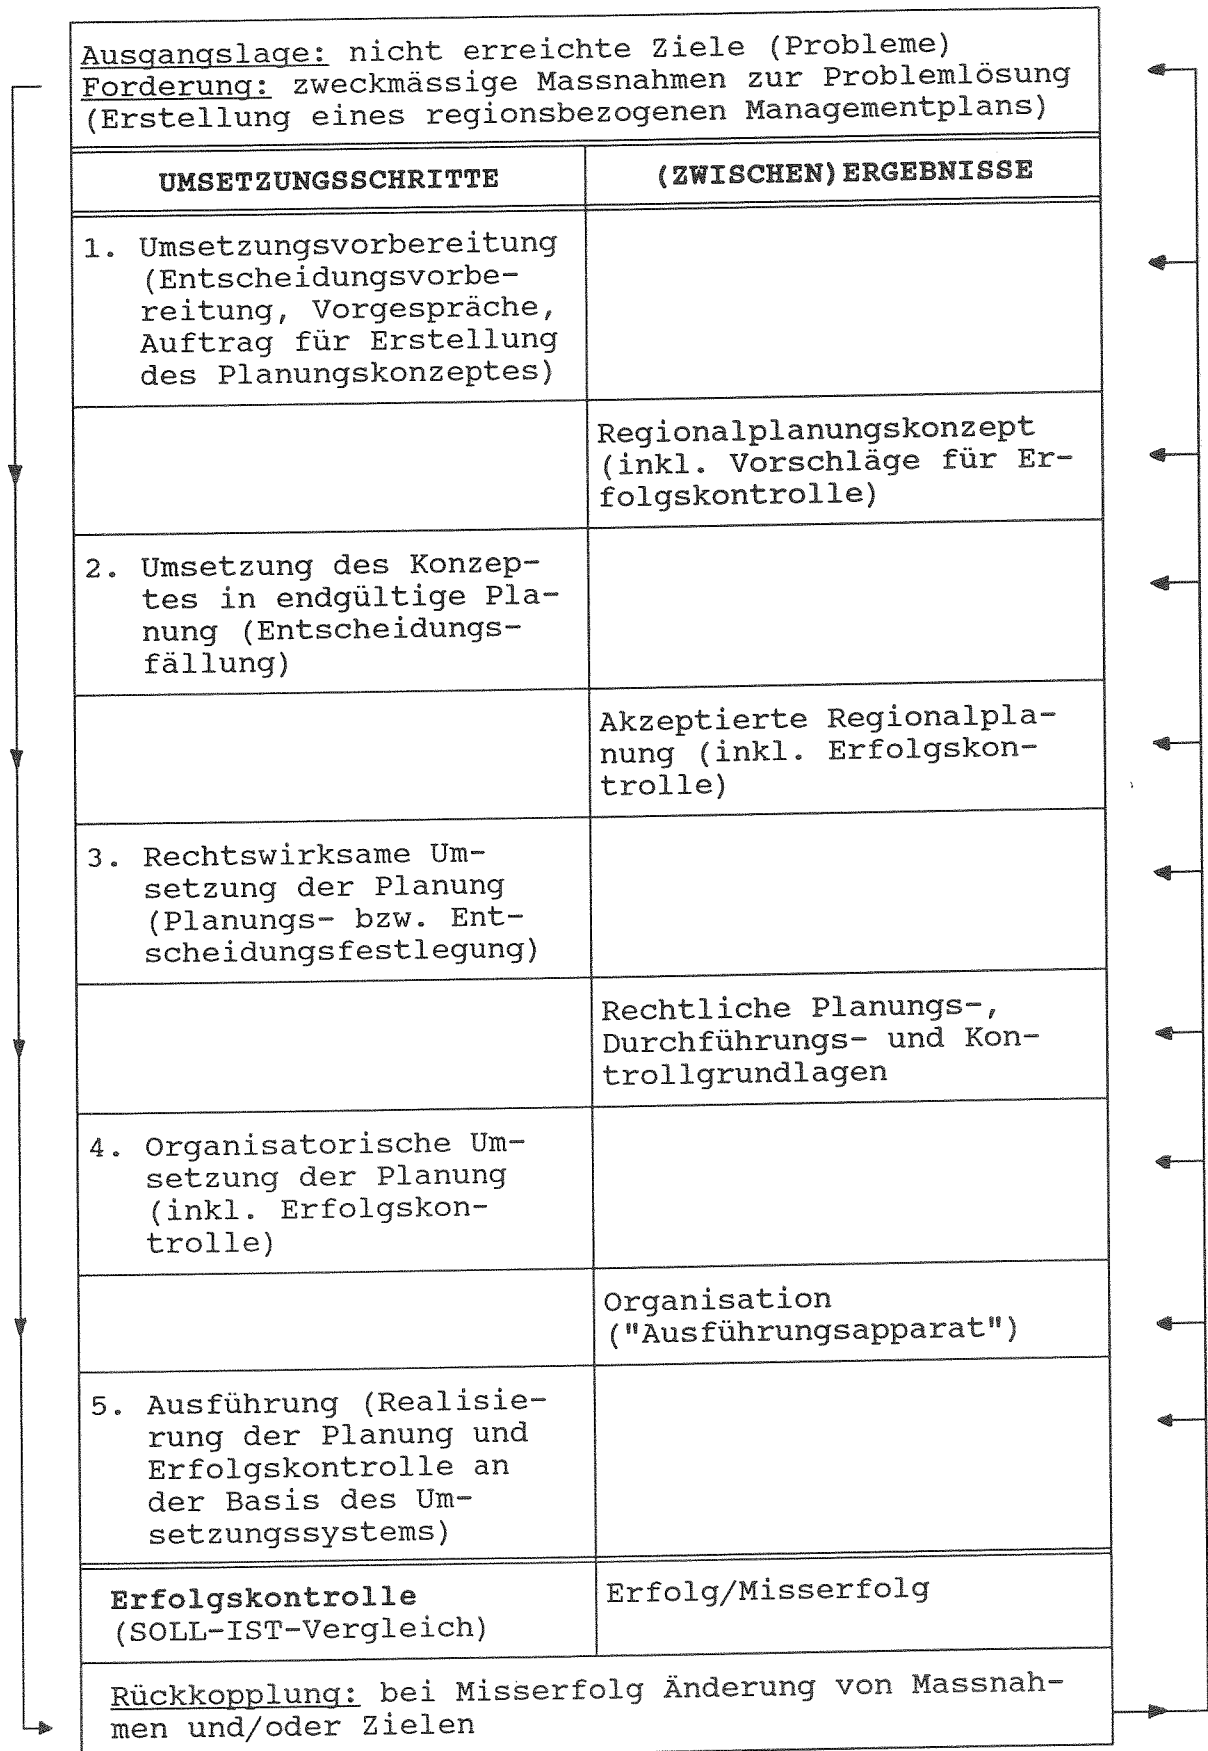 Ausgangslage: nicht erreichte Ziele (Probleme)
Forderung: zweckmässige Massnahmen zur Problemlösung
(Erstellung eines regionsbezogenen Managementplans)
UMSETZUNGSSCHRITTE
(ZWISCHEN)ERGEBNISSE
1. Umsetzungsvorbereitung
(Entscheidungsvorbe-
reitung, Vorgespräche,
Auftrag für Erstellung
des Planungskonzeptes)
Regionalplanungskonzept
(inkl. Vorschläge für Er-
folgskontrolle)
2. Umsetzung des Konzep-
tes in endgültige Pla-
nung (Entscheidungs-
fällung)
Akzeptierte Regionalpla-
nung (inkl. Erfolgskon-
trolle)
3. Rechtswirksame Um-
setzung der Planung
(Planungs- bzw. Ent-
scheidungsfestlegung)
Rechtliche Planungs-,
Durchführungs- und Kon-
trollgrundlagen
4. Organisatorische Um-
setzung der Planung
(inkl. Erfolgskon-
trolle)
Organisation
("Ausführungsapparat")
5. Ausführung (Realisie-
rung der Planung und
Erfolgskontrolle an
der Basis des Um-
setzungssystems)
Erfolgskontrolle
(SOLL-IST-Vergleich)
Erfolg/Misserfolg
Rückkopplung: bei Misserfolg Änderung von Massnah-
men und/oder Zielen